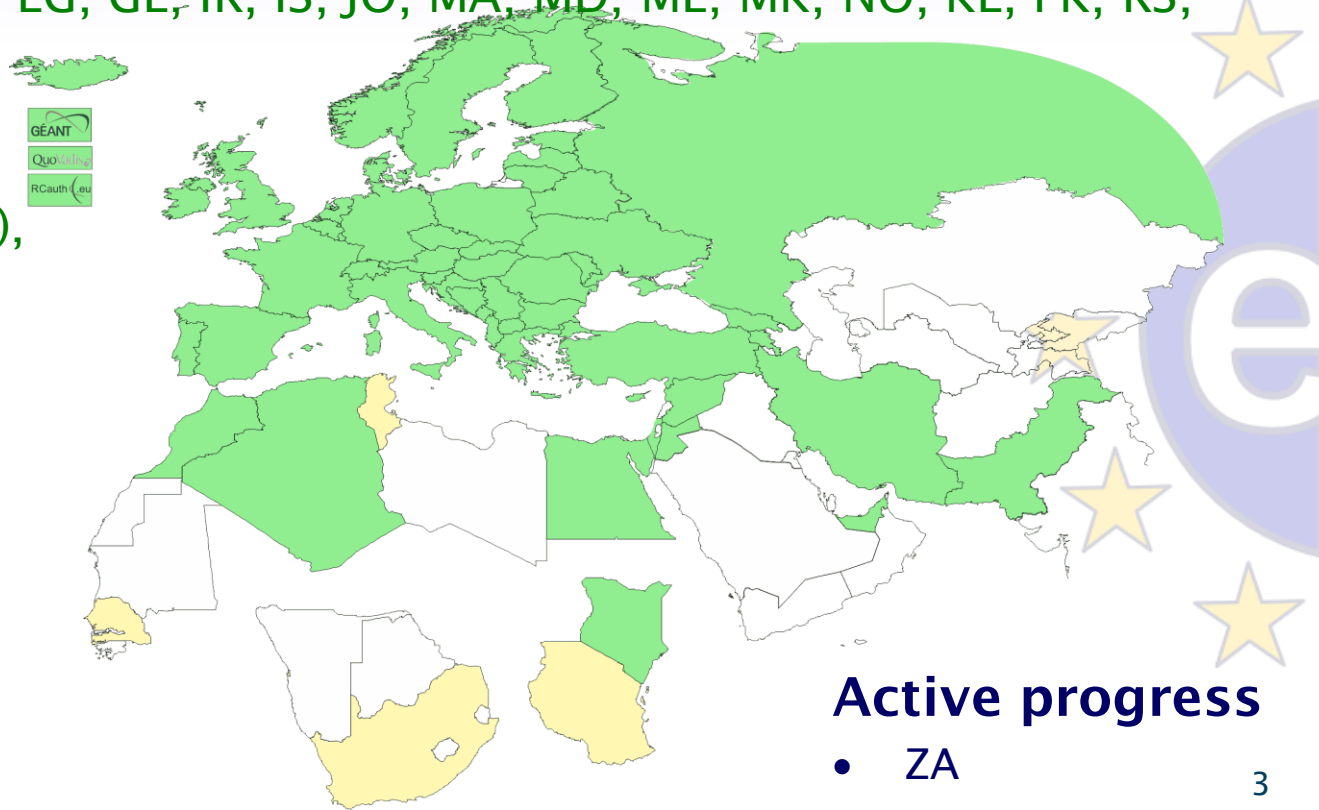 EG, GE, IR, IS, JO, MA, MD, ME, MK, NO, KE, PK, RS,
GÉANT
QuoVadis
RCauth .eu
),
e
Active progress
• ZA
3